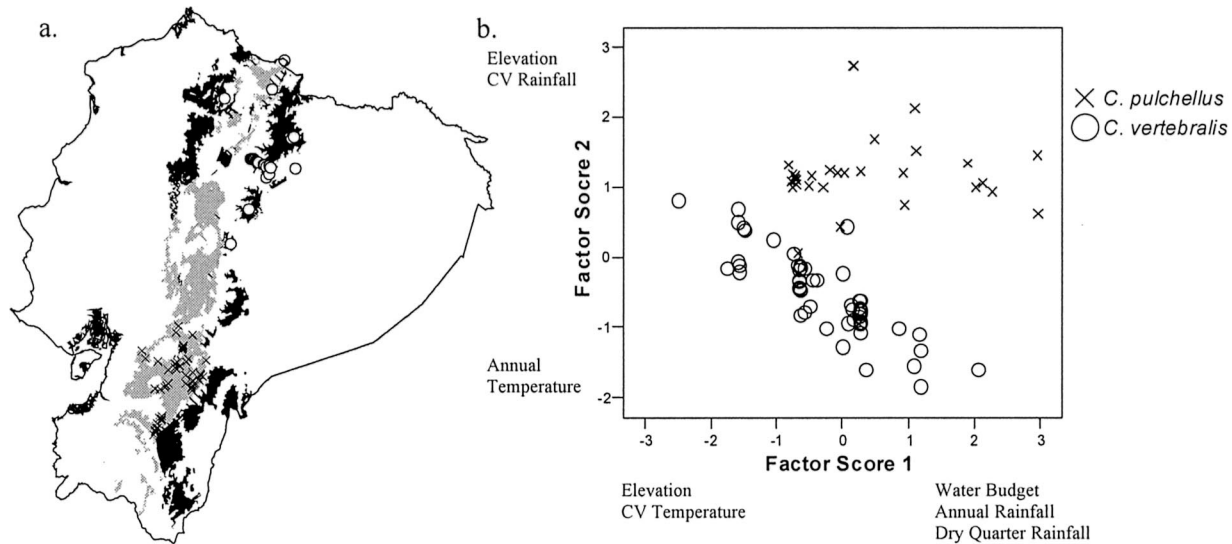 a.
b.
Elevation
CV Rainfall
Annual
Temperature
Factor Socre 2
3
2
1
0
-1
-2
-3
-2
-1
0
1
2
3
Factor Score 1
Elevation
CV Temperature
Water Budget
Annual Rainfall
Dry Quarter Rainfall
C. pulchellus
C. vertebralis